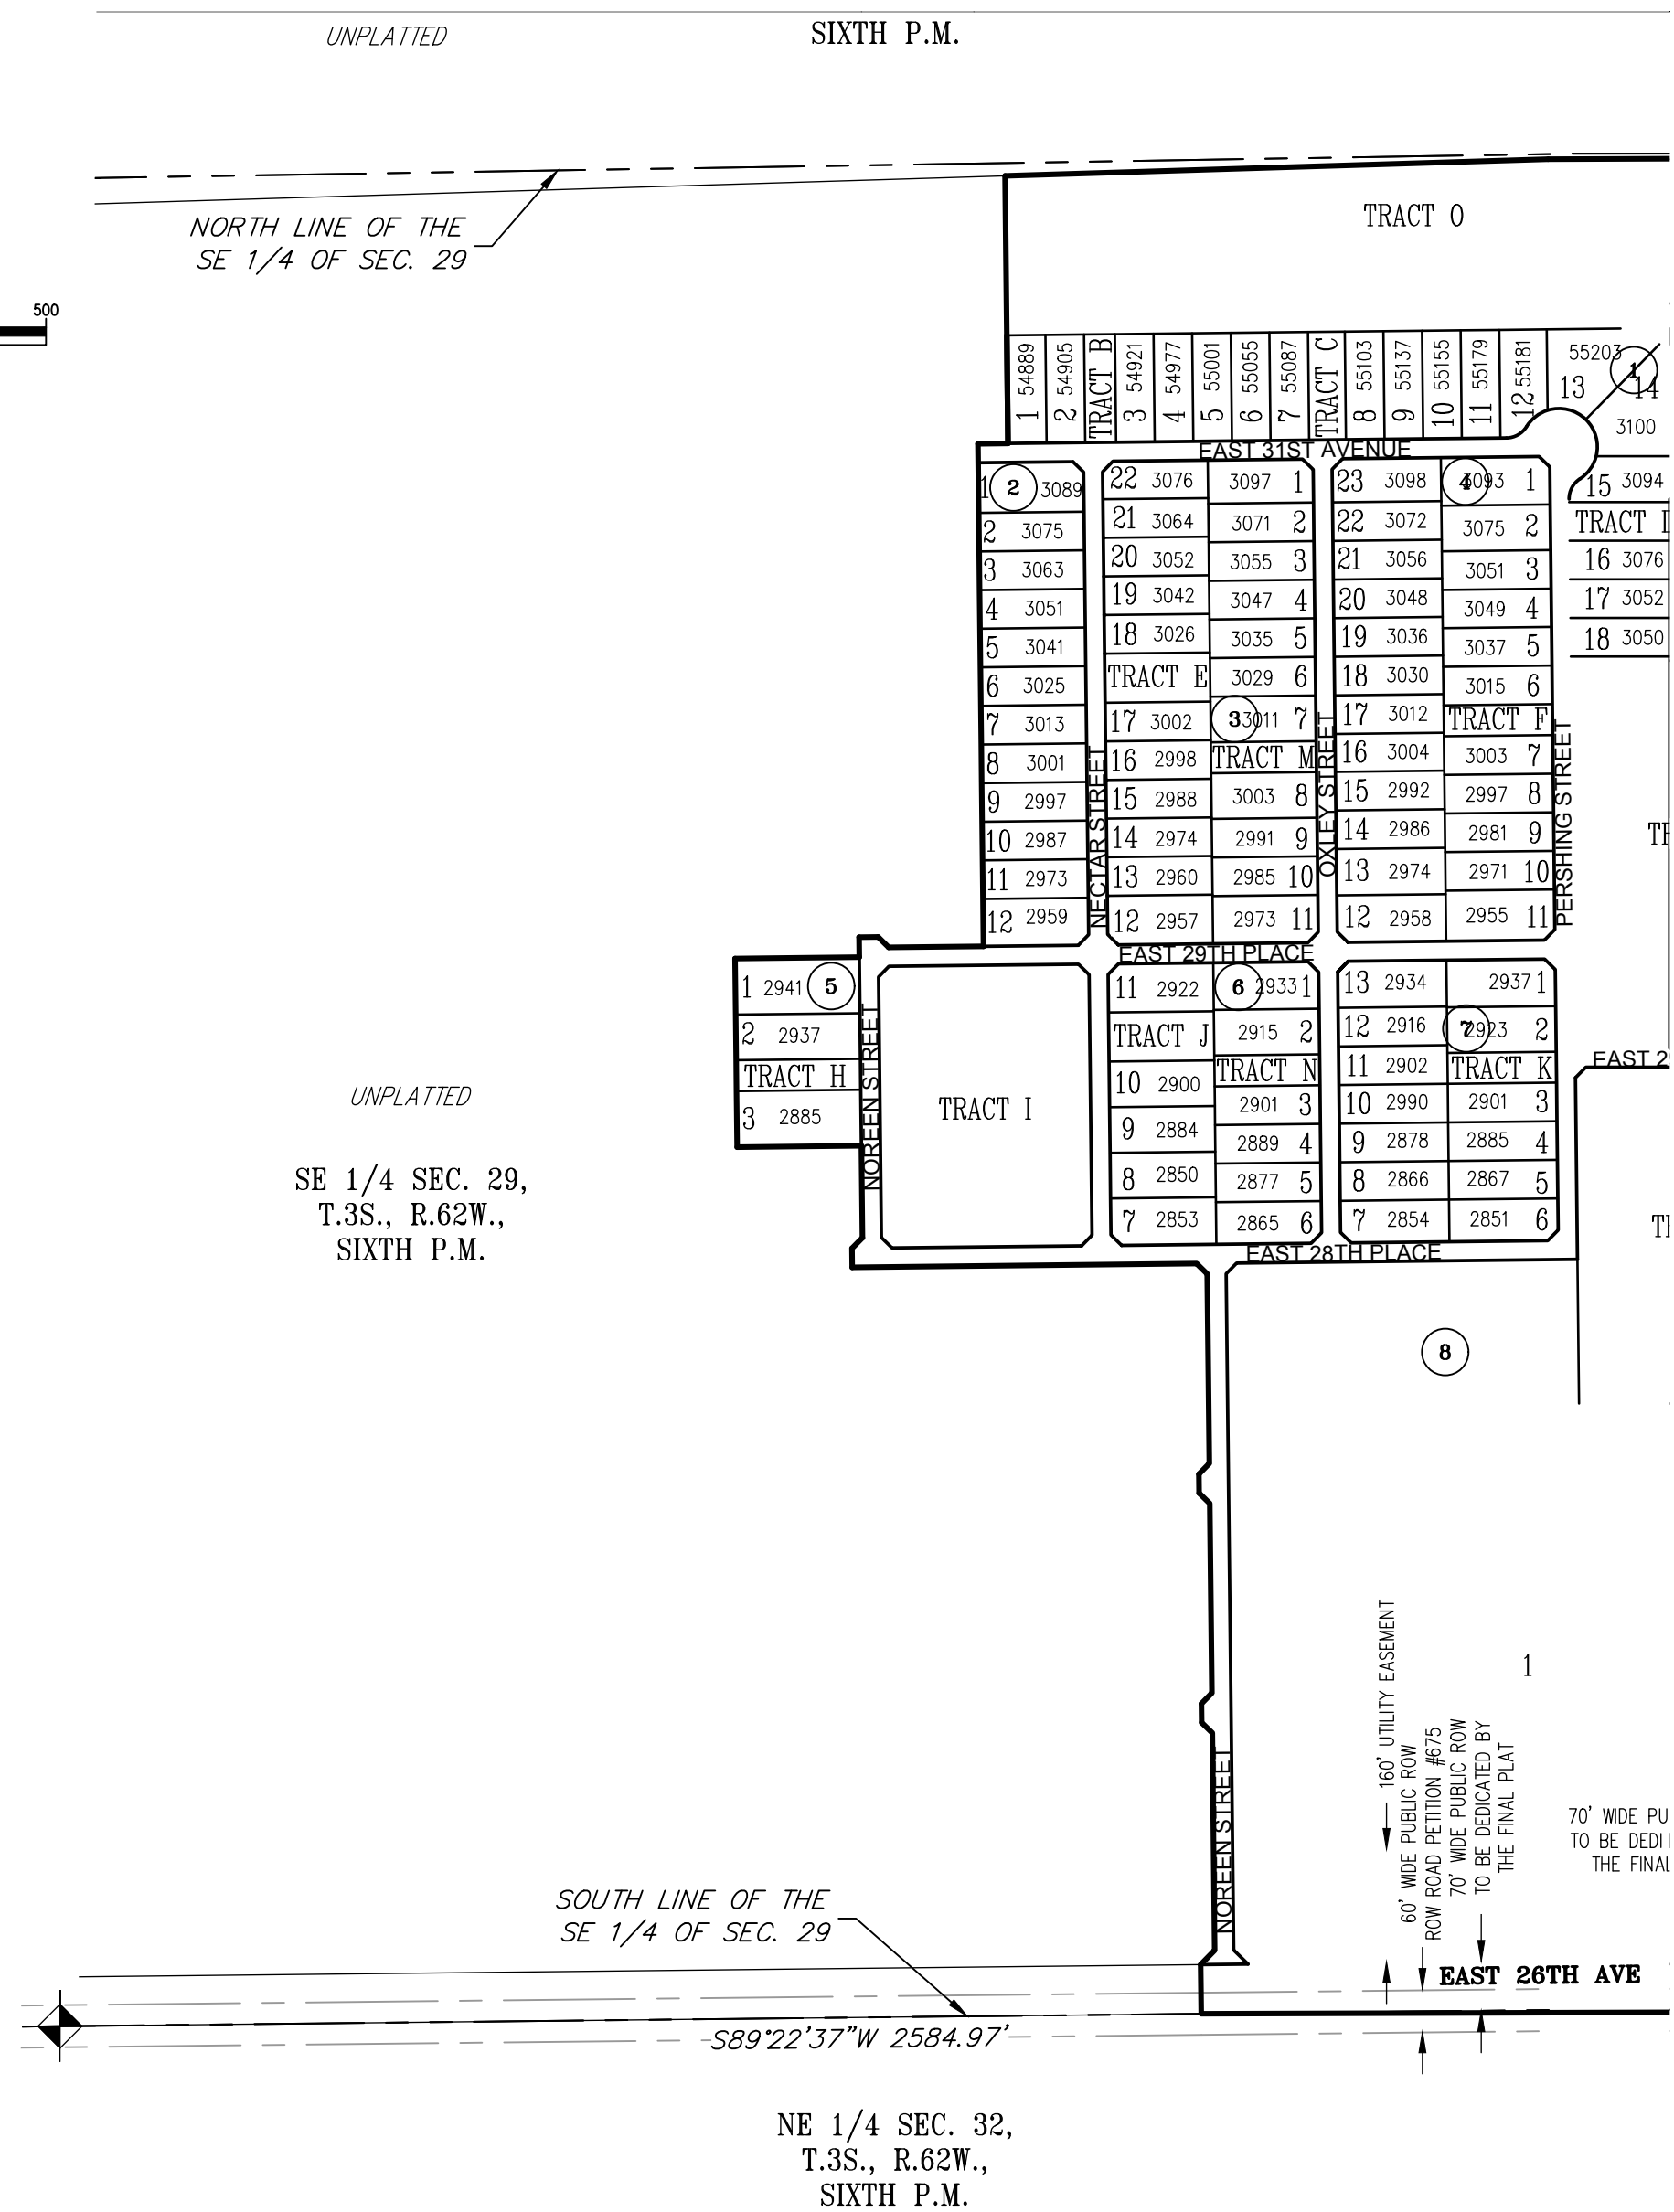 UNPLATTED
SIXTH P.M.
NORTH LINE OF THE
SE 1/4 OF SEC. 29
500
TRACT O
1 54889
2 54905
TRACT B
3 54921
4 54977
5 55001
6 55055
7 55087
TRACT C
8 55103
9 55137
10 55155
11 55179
12 55181
55203
13
1
14
3100
EAST 31ST AVENUE
1 2 3089
2 3075
3 3063
4 3051
5 3041
6 3025
7 3013
8 3001
9 2997
10 2987
11 2973
12 2959
NECTAR STREET
22 3076
21 3064
20 3052
19 3042
18 3026
TRACT E
17 3002
16 2998
15 2988
14 2974
13 2960
12 2957
3097 1
3071 2
3055 3
3047 4
3035 5
3029 6
3 3011 7
TRACT M
3003 8
2991 9
2985 10
2973 11
OXLEY STREET
23 3098
22 3072
21 3056
20 3048
19 3036
18 3030
17 3012
16 3004
15 2992
14 2986
13 2974
12 2958
4 3093 1
3075 2
3051 3
3049 4
3037 5
3015 6
TRACT F
3003 7
2997 8
2981 9
2971 10
2955 11
PERSHING STREET
15 3094
TRACT
16 3076
17 3052
18 3050
EAST 29TH PLACE
1 2941 5
2 2937
TRACT H
3 2885
NOREEN STREET
TRACT I
11 2922
TRACT J
10 2900
9 2884
8 2850
7 2853
6 2933 1
2915 2
TRACT N
2901 3
2889 4
2877 5
2865 6
13 2934
12 2916
11 2902
10 2990
9 2878
8 2866
7 2854
2937 1
7 2923 2
TRACT K
2901 3
2885 4
2867 5
2851 6
EAST
EAST 28TH PLACE
UNPLATTED
SE 1/4 SEC. 29,
T.3S., R.62W.,
SIXTH P.M.
8
1
160' UTILITY EASEMENT
60' WIDE PUBLIC ROW
ROW ROAD PETITION #675
70' WIDE PUBLIC ROW
TO BE DEDICATED BY
THE FINAL PLAT
70' WIDE PU
TO BE DEDI
THE FINAL
NOREEN STREET
SOUTH LINE OF THE
SE 1/4 OF SEC. 29
EAST 26TH AVE
S89°22'37"W 2584.97'
NE 1/4 SEC. 32,
T.3S., R.62W.,
SIXTH P.M.